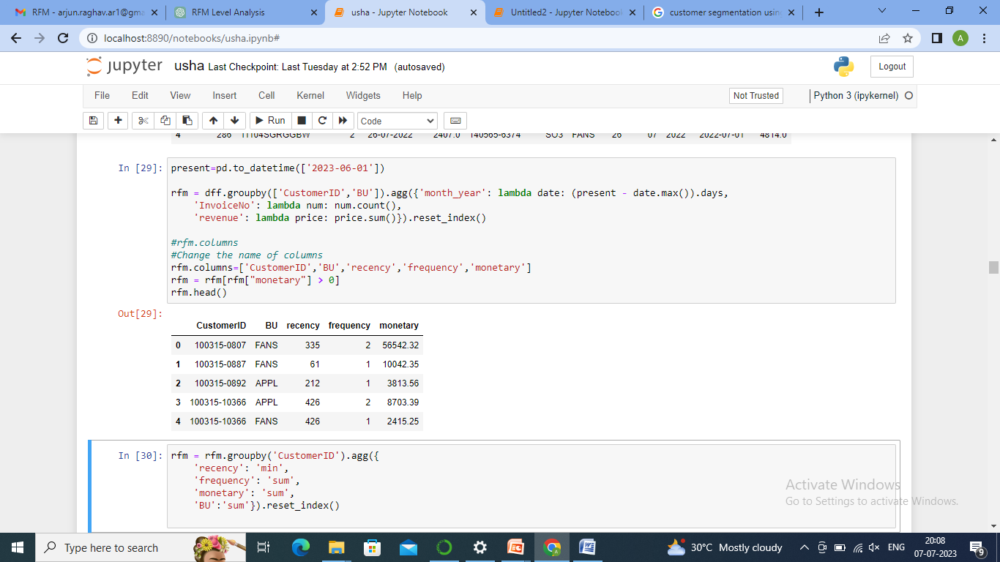 RFM - arjun.raghav.ar1@gma
RFM Level Analysis
usha - Jupyter Notebook
Untitled2 - Jupyter Notebook
customer segmentation usin
localhost:8890/notebooks/usha.ipynb#
A
jupyter usha Last Checkpoint: Last Tuesday at 2:52 PM (autosaved)
Logout
File Edit View Insert Cell Kernel Widgets Help
Not Trusted
Python 3 (ipykernel)
Run
Code
4 286 11104SGRGGBW 2 26-07-2022 2407.0 140565-6374 SO3 FANS 26 07 2022 2022-07-01 4814.0
In [29]:
present=pd.to_datetime(['2023-06-01'])
rfm = dff.groupby(['CustomerID','BU']).agg({'month_year': lambda date: (present - date.max()).days,
'InvoiceNo': lambda num: num.count(),
'revenue': lambda price: price.sum()}).reset_index()
#rfm.columns
#Change the name of columns
rfm.columns=['CustomerID','BU','recency','frequency','monetary']
rfm = rfm[rfm["monetary"] > 0]
rfm.head()
Out[29]:
CustomerID BU recency frequency monetary
0 100315-0807 FANS 335 2 56542.32
1 100315-0887 FANS 61 1 10042.35
2 100315-0892 APPL 212 1 3813.56
3 100315-10366 APPL 426 2 8703.39
4 100315-10366 FANS 426 1 2415.25
In [30]:
rfm = rfm.groupby('CustomerID').agg({
'recency': 'min',
'frequency': 'sum',
'monetary': 'sum',
'BU':'sum'}).reset_index()
Activate Windows
Go to Settings to activate Windows.
Type here to search
30°C Mostly cloudy
ENG
20:08
07-07-2023
9